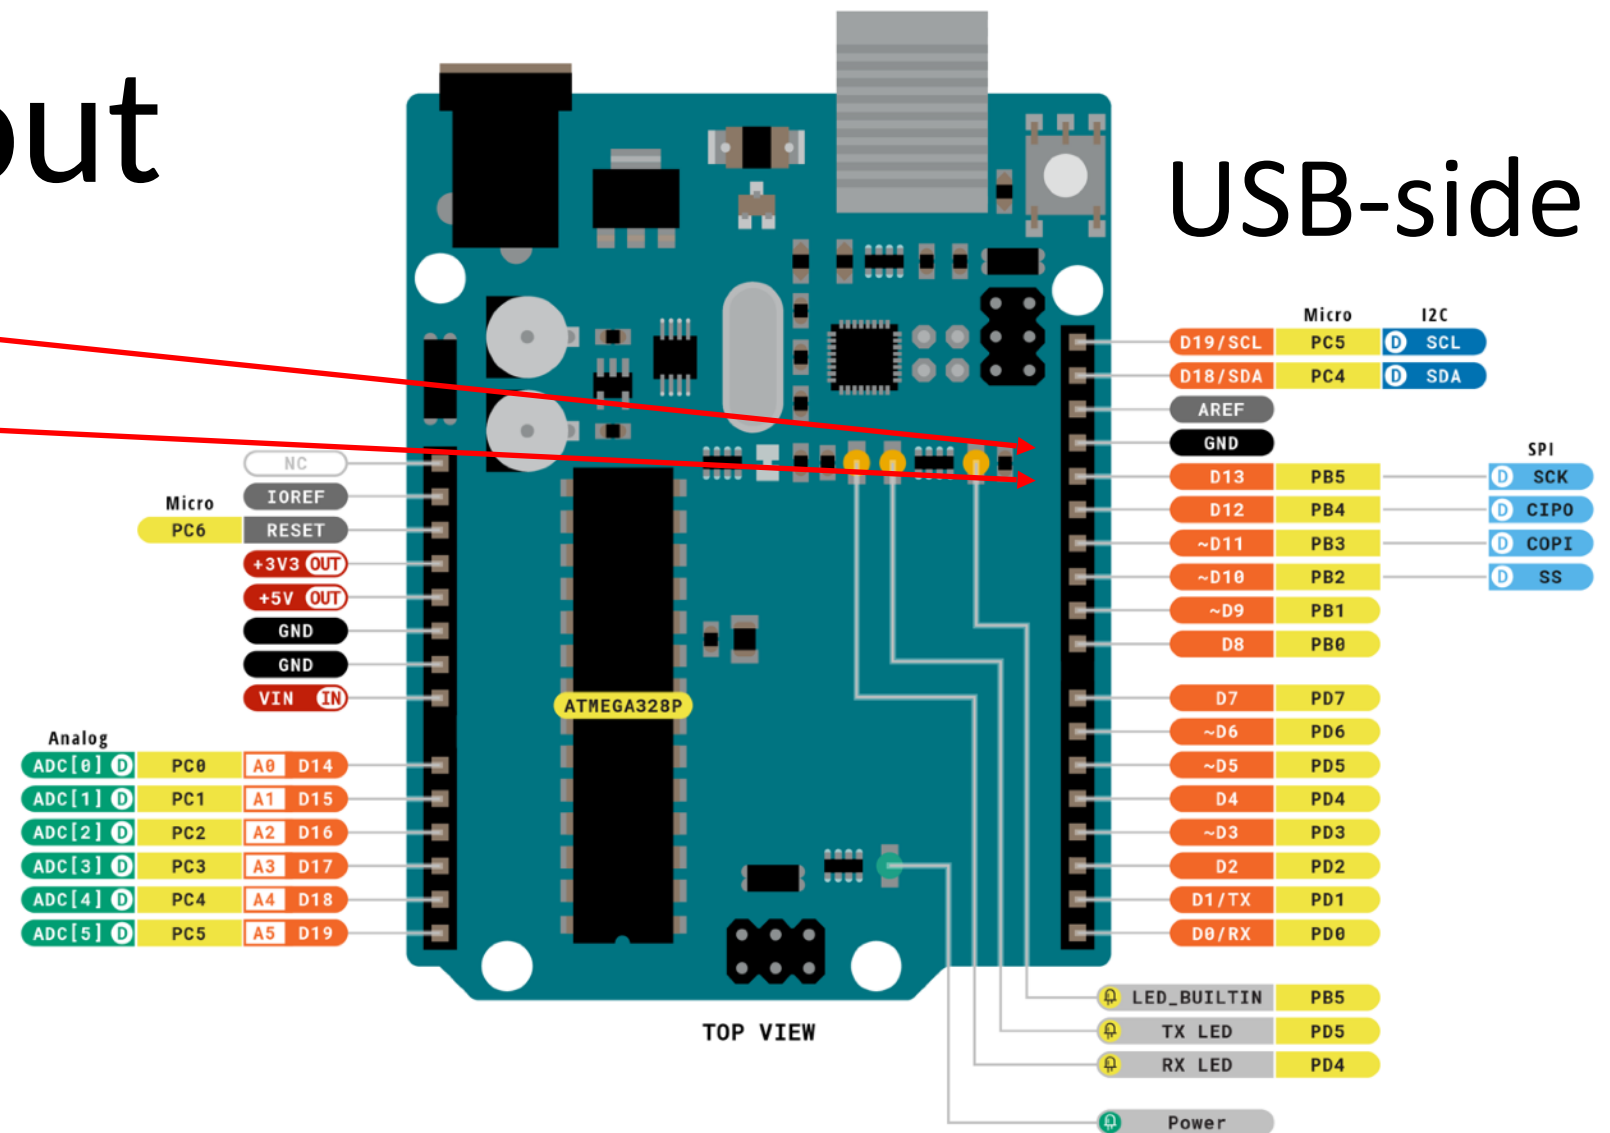 out
USB-side
Micro I2C
D19/SCL PC5 D SCL
D18/SDA PC4 D SDA
AREF
GND
SPI
D13 PB5 D SCK
D12 PB4 D CIPO
~D11 PB3 D COPI
~D10 PB2 D SS
~D9 PB1
D8 PB0
D7 PD7
~D6 PD6
~D5 PD5
D4 PD4
~D3 PD3
D2 PD2
D1/TX PD1
D0/RX PD0
NC
IOREF
Micro
PC6 RESET
+3V3 OUT
+5V OUT
GND
GND
VIN IN
Analog
ADC[0] D PC0 A0 D14
ADC[1] D PC1 A1 D15
ADC[2] D PC2 A2 D16
ADC[3] D PC3 A3 D17
ADC[4] D PC4 A4 D18
ADC[5] D PC5 A5 D19
ATMEGA328P
TOP VIEW
LED_BUILTIN PB5
TX LED PD5
RX LED PD4
Power